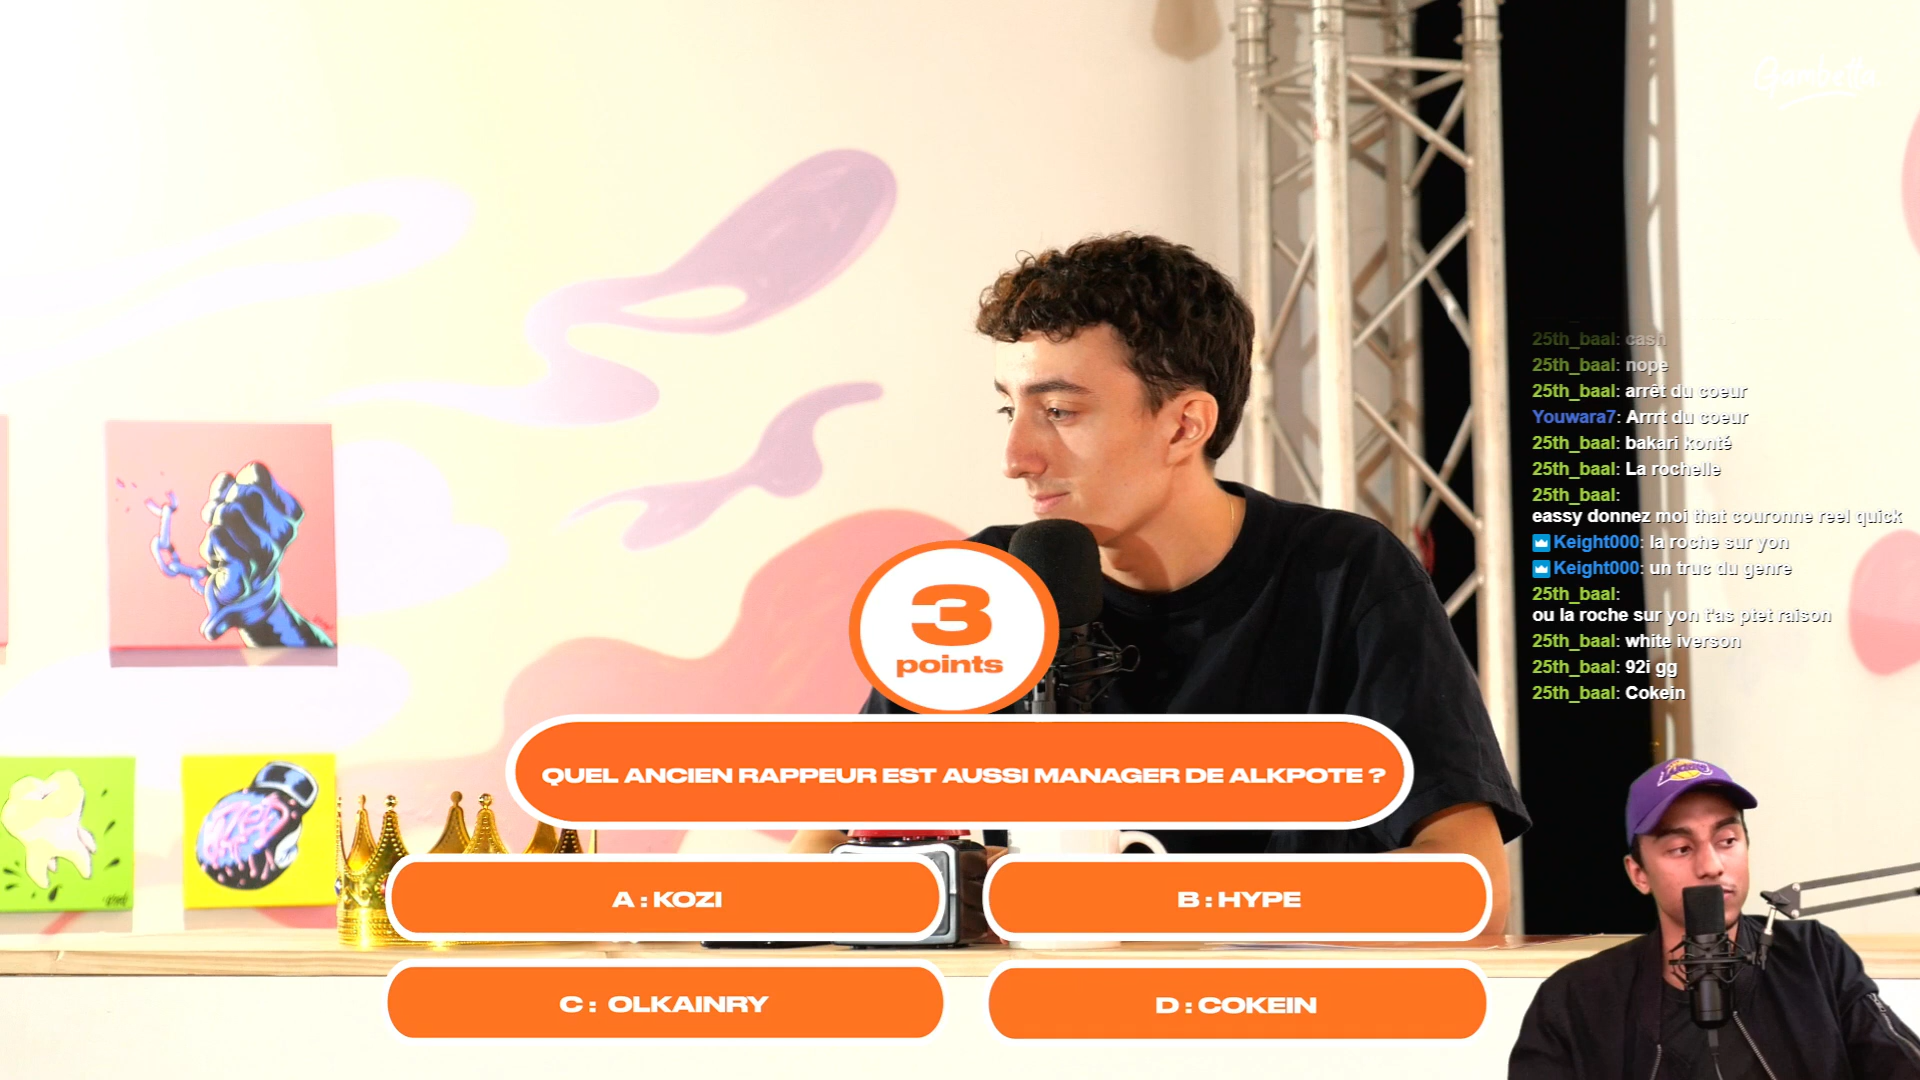 Gambetta
25th_baal: cash
25th_baal: nope
25th_baal: arrêt du coeur
Youwara7: Arrrt du coeur
25th_baal: bakari konté
25th_baal: La rochelle
25th_baal:
eassy donnez moi that couronne reel quick
Keight000: la roche sur yon
Keight000: un truc du genre
25th_baal:
ou la roche sur yon t'as ptet raison
25th_baal: white iverson
25th_baal: 92i gg
25th_baal: Cokein
3
points
QUEL ANCIEN RAPPEUR EST AUSSI MANAGER DE ALKPOTE ?
A : KOZI
B : HYPE
C : OLKAINRY
D : COKEIN